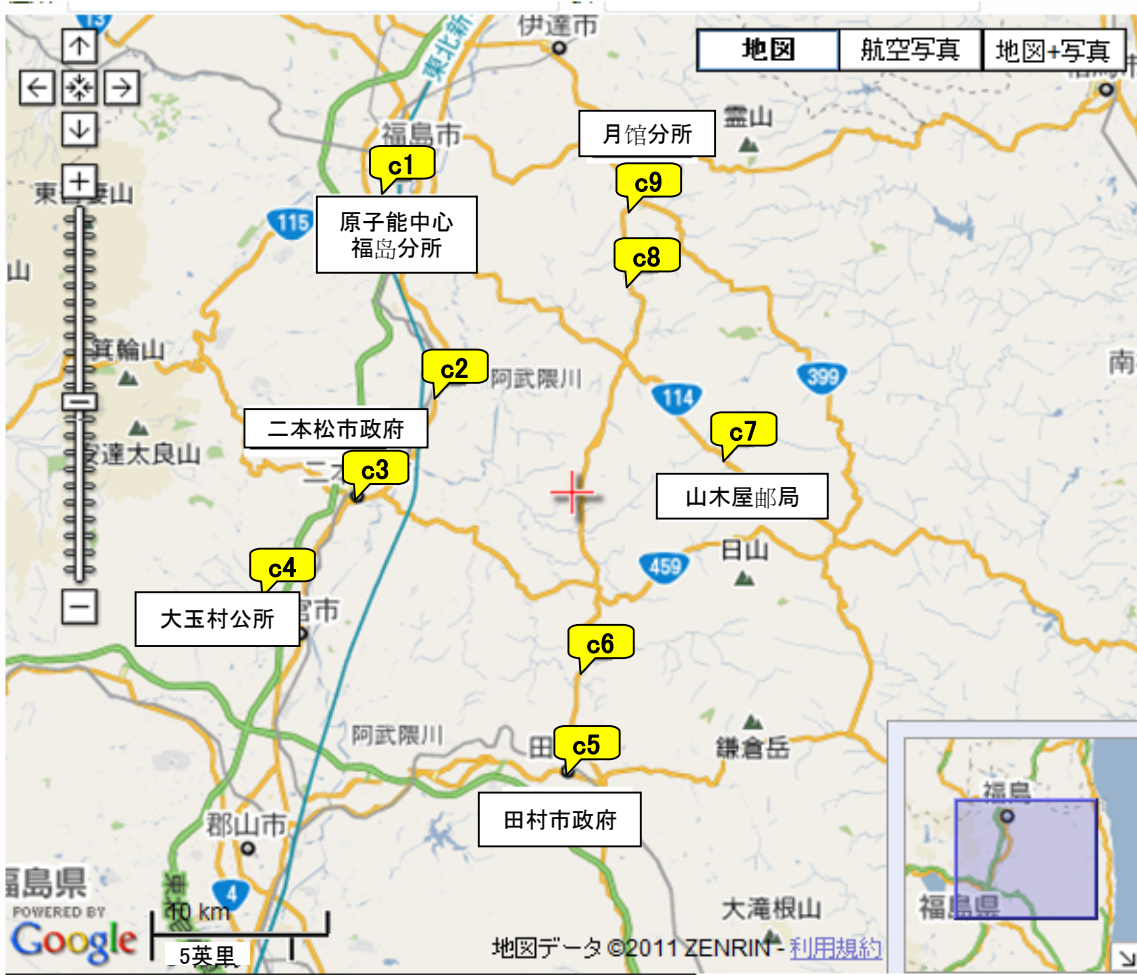 13
東北新
伊達市
地図
航空写真
地図+写真
福島市
月馆分所
霊山
c1
c9
115
原子能中心
福岛分所
c8
山
箕輪山
c2
阿武隈川
399
南
114
二本松市政府
c7
安達太良山
c3
二本
山木屋邮局
日山
459
c4
大玉村公所
宮市
c6
阿武隈川
田
c5
鎌倉岳
田村市政府
福島
郡山市
福島県
4
福島県
POWERED BY
Google
10 km
5英里
大滝根山
地図データ ©2011 ZENRIN - 利用規約